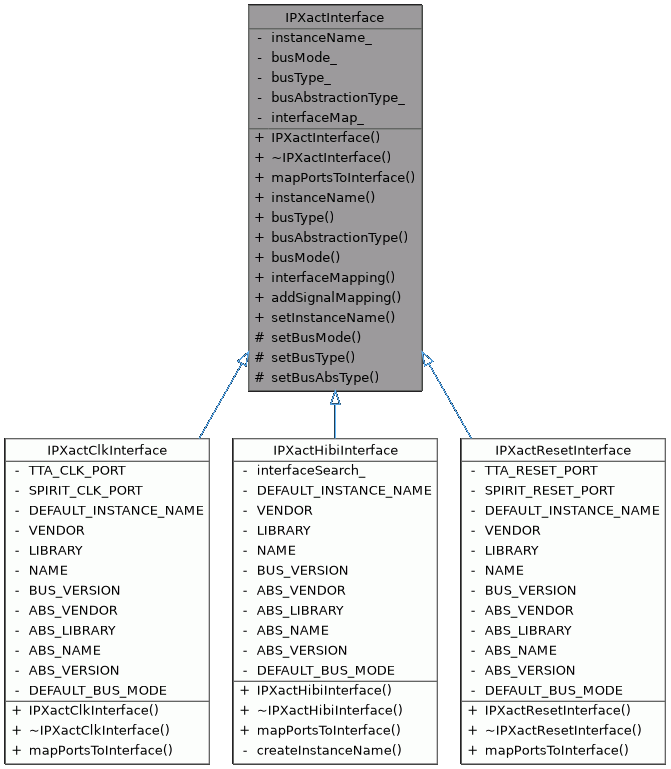 IPXactInterface
- instanceName_
- busMode_
- busType_
- busAbstractionType_
- interfaceMap_
+ IPXactInterface()
+ ~IPXactInterface()
+ mapPortsToInterface()
+ instanceName()
+ busType()
+ busAbstractionType()
+ busMode()
+ interfaceMapping()
+ addSignalMapping()
+ setInstanceName()
# setBusMode()
# setBusType()
# setBusAbsType()
IPXactClkInterface
- TTA_CLK_PORT
- SPIRIT_CLK_PORT
- DEFAULT_INSTANCE_NAME
- VENDOR
- LIBRARY
- NAME
- BUS_VERSION
- ABS_VENDOR
- ABS_LIBRARY
- ABS_NAME
- ABS_VERSION
- DEFAULT_BUS_MODE
+ IPXactClkInterface()
+ ~IPXactClkInterface()
+ mapPortsToInterface()
IPXactHibiInterface
- interfaceSearch_
- DEFAULT_INSTANCE_NAME
- VENDOR
- LIBRARY
- NAME
- BUS_VERSION
- ABS_VENDOR
- ABS_LIBRARY
- ABS_NAME
- ABS_VERSION
- DEFAULT_BUS_MODE
+ IPXactHibiInterface()
+ ~IPXactHibiInterface()
+ mapPortsToInterface()
- createInstanceName()
IPXactResetInterface
- TTA_RESET_PORT
- SPIRIT_RESET_PORT
- DEFAULT_INSTANCE_NAME
- VENDOR
- LIBRARY
- NAME
- BUS_VERSION
- ABS_VENDOR
- ABS_LIBRARY
- ABS_NAME
- ABS_VERSION
- DEFAULT_BUS_MODE
+ IPXactResetInterface()
+ ~IPXactResetInterface()
+ mapPortsToInterface()